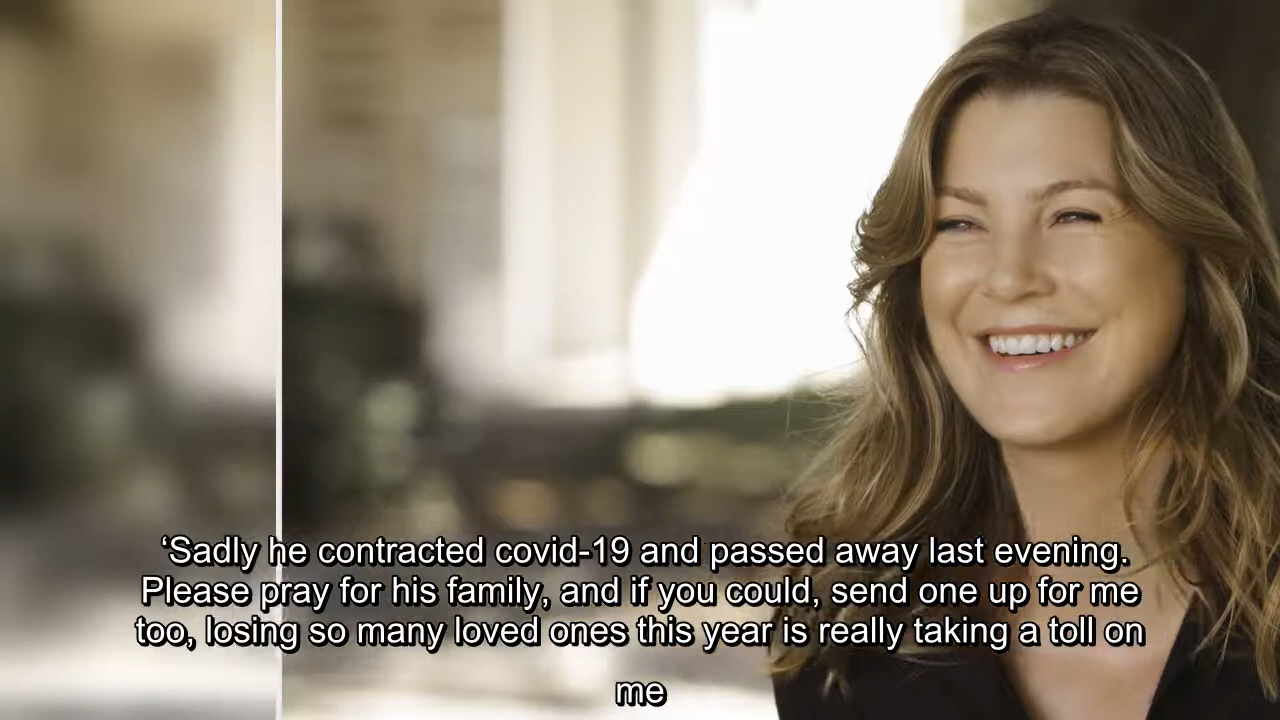 ‘Sadly he contracted covid-19 and passed away last evening.
Please pray for his family, and if you could, send one up for me
too, losing so many loved ones this year is really taking a toll on
me